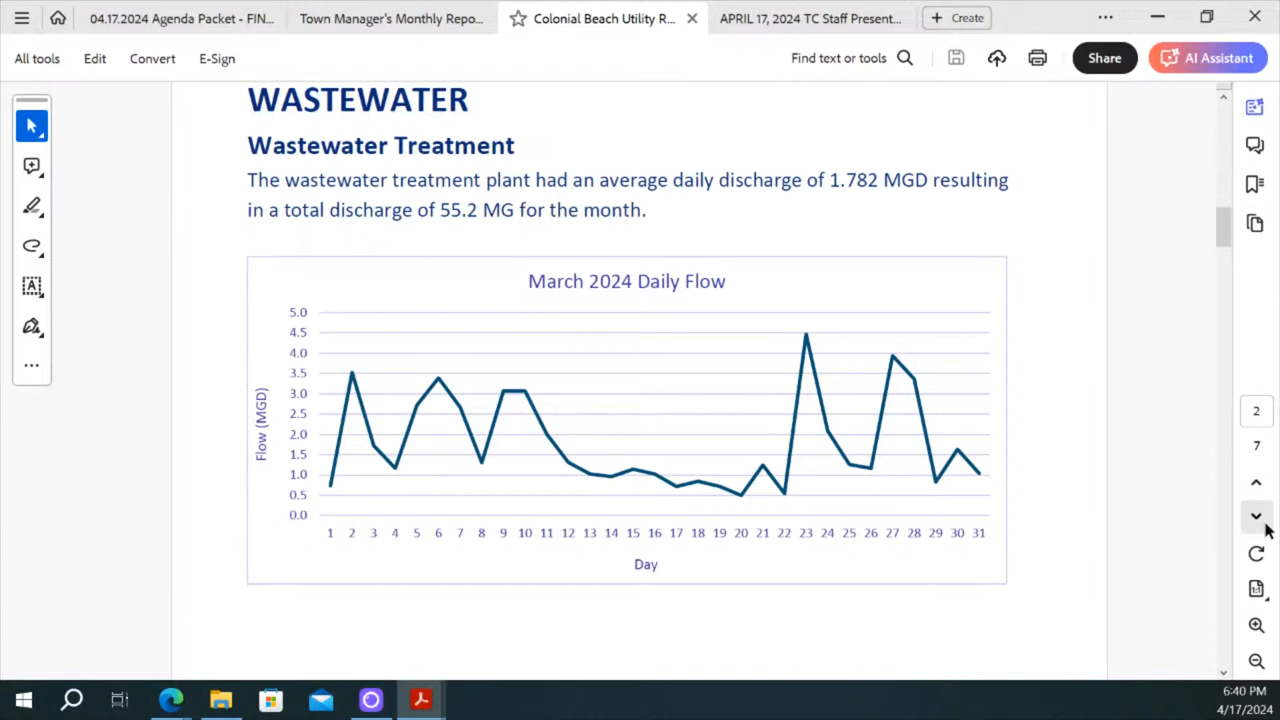 04.17.2024 Agenda Packet - FIN... Town Manager's Monthly Repo... Colonial Beach Utility R... APRIL 17, 2024 TC Staff Present... Create
All tools Edit Convert E-Sign Find text or tools Share AI Assistant
WASTEWATER
Wastewater Treatment
The wastewater treatment plant had an average daily discharge of 1.782 MGD resulting
in a total discharge of 55.2 MG for the month.
March 2024 Daily Flow
5.0
4.5
4.0
3.5
3.0
2.5
2.0
1.5
1.0
0.5
0.0
Flow (MGD)
1 2 3 4 5 6 7 8 9 10 11 12 13 14 15 16 17 18 19 20 21 22 23 24 25 26 27 28 29 30 31
Day
2
7
1:1
6:40 PM
4/17/2024